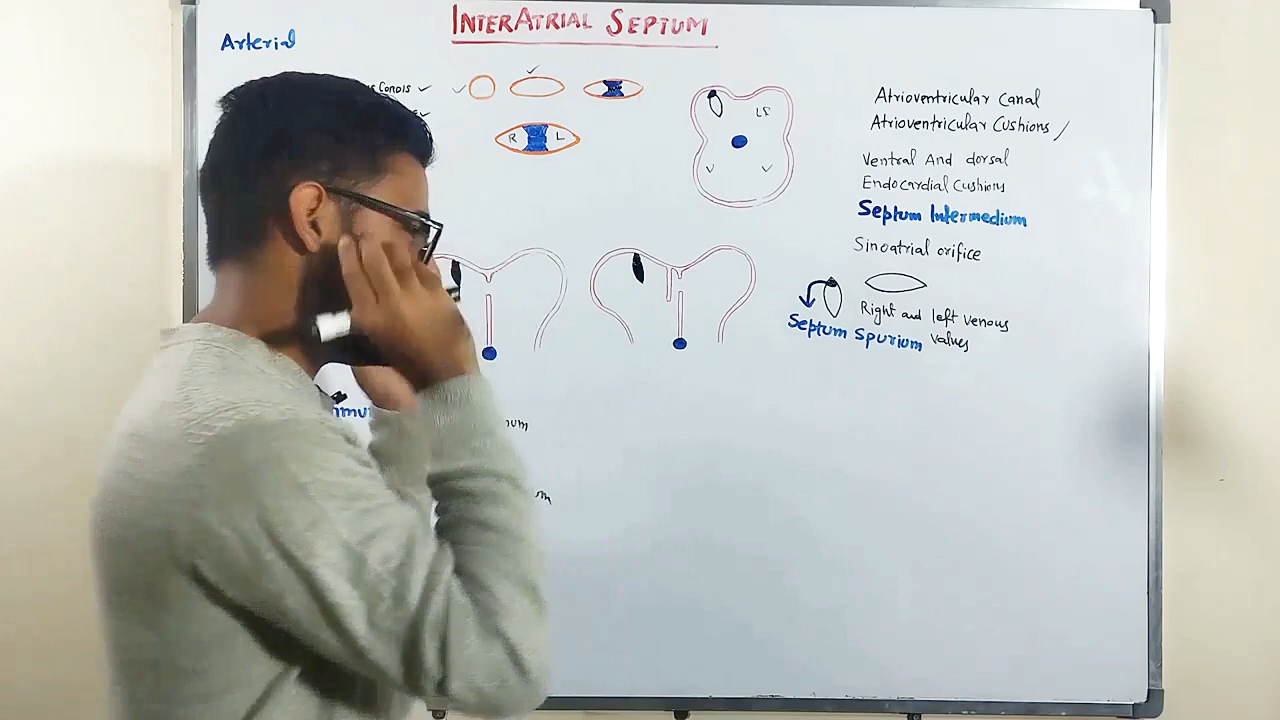 InterAtrial Septum
Arterial
Cordis
R L
Atrioventricular Canal
Atrioventricular Cushions
Ventral And dorsal
Endocardial Cushions
Septum Intermedium
Sinoatrial orifice
Right and left venous
valves
Septum Spurium